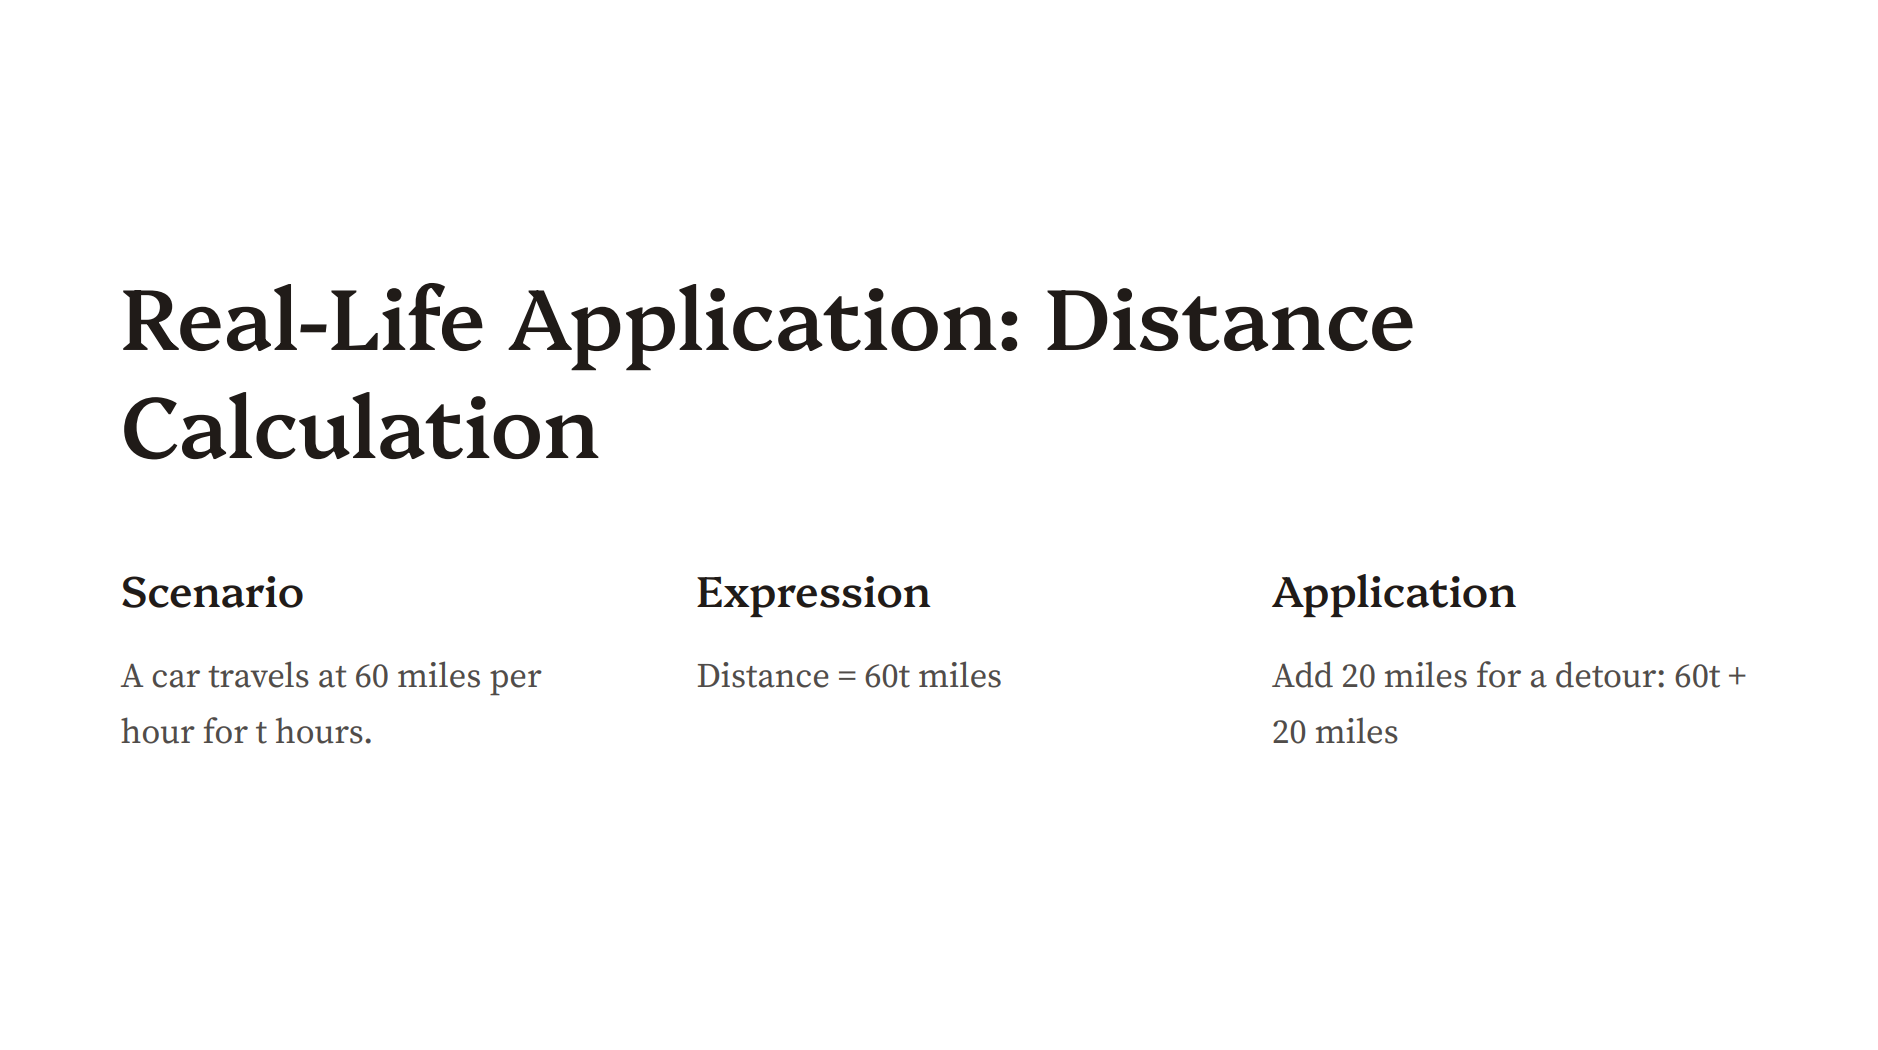 Real-Life Application: Distance
Calculation
Scenario
A car travels at 60 miles per
hour for t hours.
Expression
Distance = 60t miles
Application
Add 20 miles for a detour: 60t +
20 miles